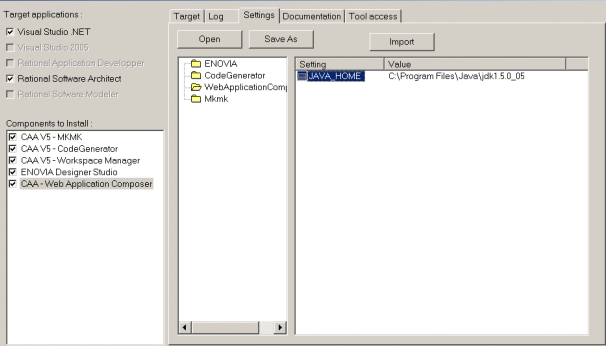 Target applications :
Visual Studio .NET
Visual Studio 2005
Rational Application Developper
Rational Software Architect
Rational Software Modeler
Components to Install :
CAA V5 - MKMK
CAA V5 - CodeGenerator
CAA V5 - Workspace Manager
ENOVIA Designer Studio
CAA - Web Application Composer
Target Log Settings Documentation Tool access
Open Save As Import
ENOVIA
CodeGenerator
WebApplicationComp
Mkmk
Setting Value
JAVA_HOME C:\Program Files\Java\jdk1.5.0_05